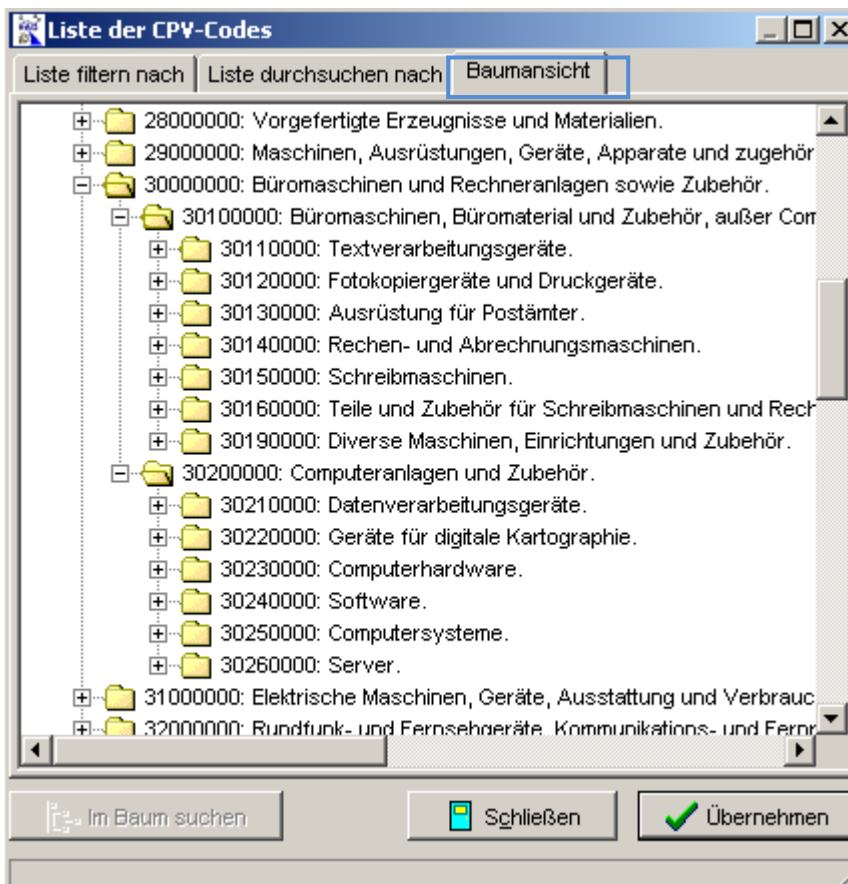 Liste der CPV-Codes
Liste filtern nach Liste durchsuchen nach Baumansicht
28000000: Vorgefertigte Erzeugnisse und Materialien.
29000000: Maschinen, Ausrüstungen, Geräte, Apparate und zugehör
30000000: Büromaschinen und Rechneranlagen sowie Zubehör.
30100000: Büromaschinen, Büromaterial und Zubehör, außer Com
30110000: Textverarbeitungsgeräte.
30120000: Fotokopiergeräte und Druckgeräte.
30130000: Ausrüstung für Postämter.
30140000: Rechen- und Abrechnungsmaschinen.
30150000: Schreibmaschinen.
30160000: Teile und Zubehör für Schreibmaschinen und Rech
30190000: Diverse Maschinen, Einrichtungen und Zubehör.
30200000: Computeranlagen und Zubehör.
30210000: Datenverarbeitungsgeräte.
30220000: Geräte für digitale Kartographie.
30230000: Computerhardware.
30240000: Software.
30250000: Computersysteme.
30260000: Server.
31000000: Elektrische Maschinen, Geräte, Ausstattung und Verbrauc
32000000: Rundfunk- und Fernsehgeräte, Kommunikations- und Fernr
Im Baum suchen Schließen Übernehmen